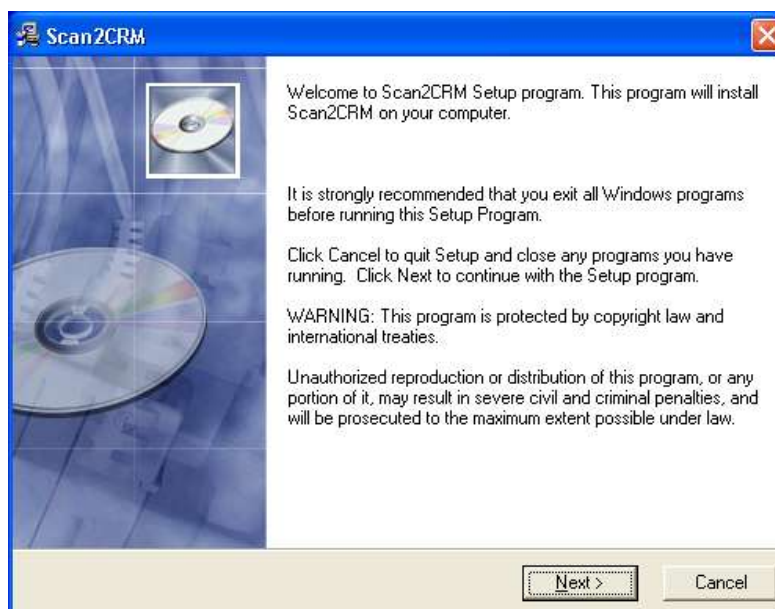 Scan2CRM
Welcome to Scan2CRM Setup program. This program will install
Scan2CRM on your computer.
It is strongly recommended that you exit all Windows programs
before running this Setup Program.
Click Cancel to quit Setup and close any programs you have
running. Click Next to continue with the Setup program.
WARNING: This program is protected by copyright law and
international treaties.
Unauthorized reproduction or distribution of this program, or any
portion of it, may result in severe civil and criminal penalties, and
will be prosecuted to the maximum extent possible under law.
Next > Cancel